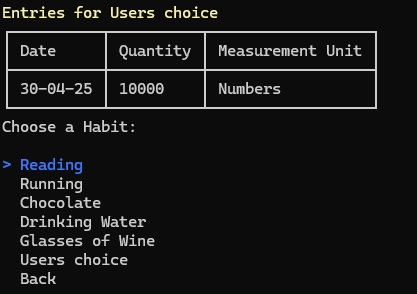 Entries for Users choice
Date Quantity Measurement Unit
30-04-25 10000 Numbers
Choose a Habit:
> Reading
Running
Chocolate
Drinking Water
Glasses of Wine
Users choice
Back